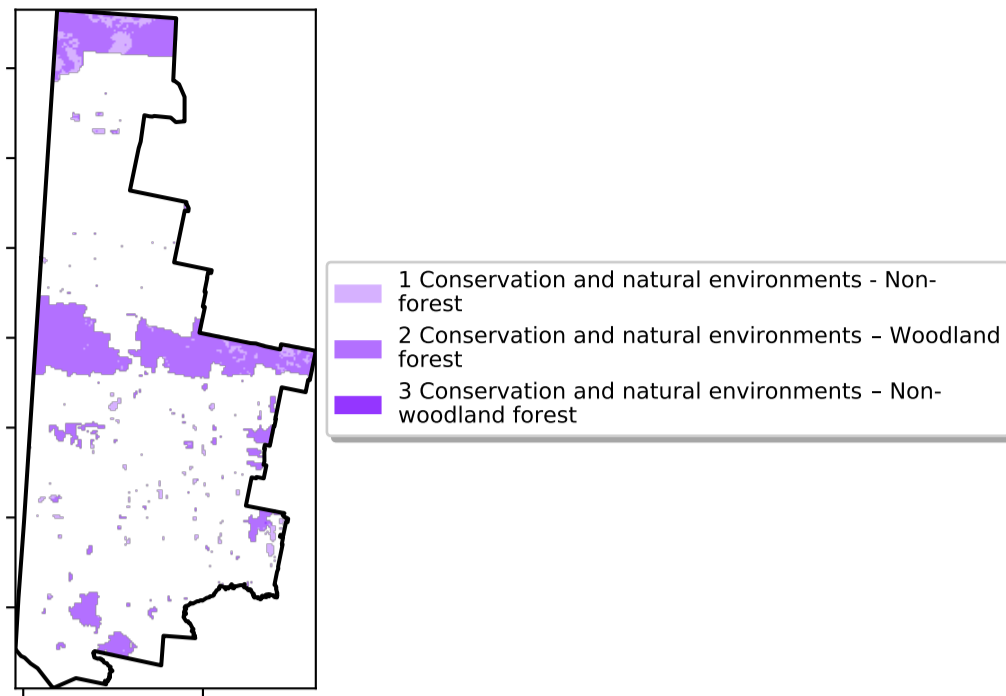 1 Conservation and natural environments - Non-
forest
2 Conservation and natural environments – Woodland
forest
3 Conservation and natural environments – Non-
woodland forest